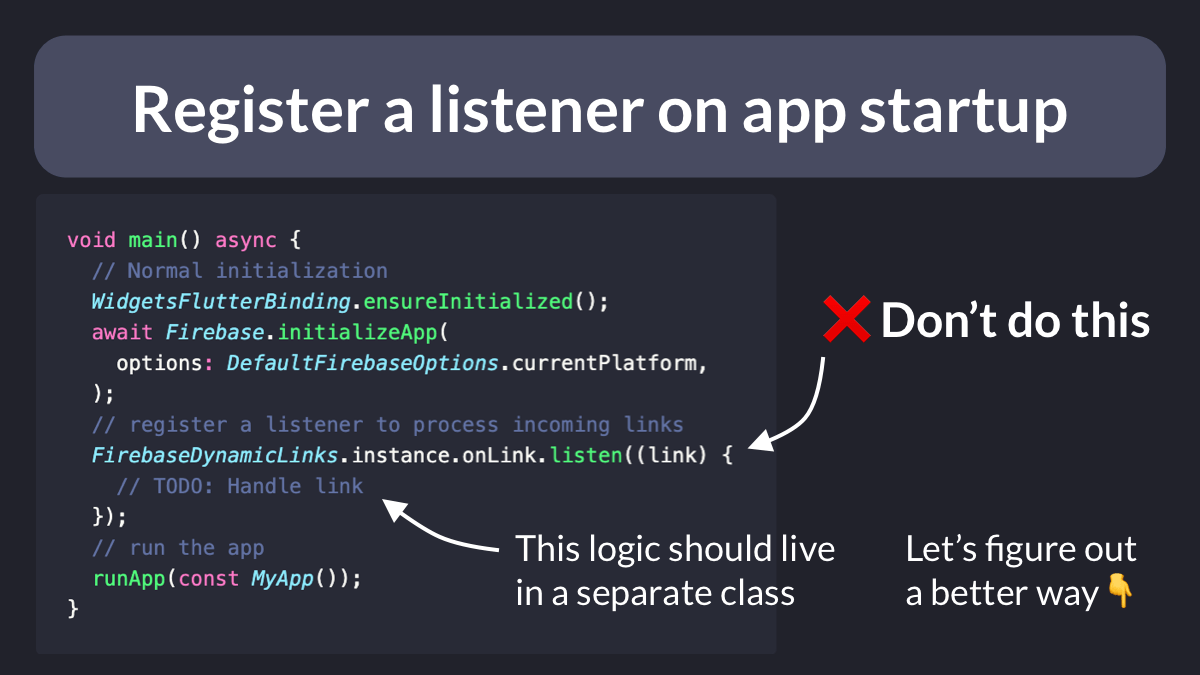 Register a listener on app startup
void main() async {
  // Normal initialization
  WidgetsFlutterBinding.ensureInitialized();
  await Firebase.initializeApp(
    options: DefaultFirebaseOptions.currentPlatform,
  );
  // register a listener to process incoming links
  FirebaseDynamicLinks.instance.onLink.listen((link) {
    // TODO: Handle link
  });
  // run the app
  runApp(const MyApp());
}
❌ Don’t do this
This logic should live
in a separate class
Let’s figure out
a better way 👇